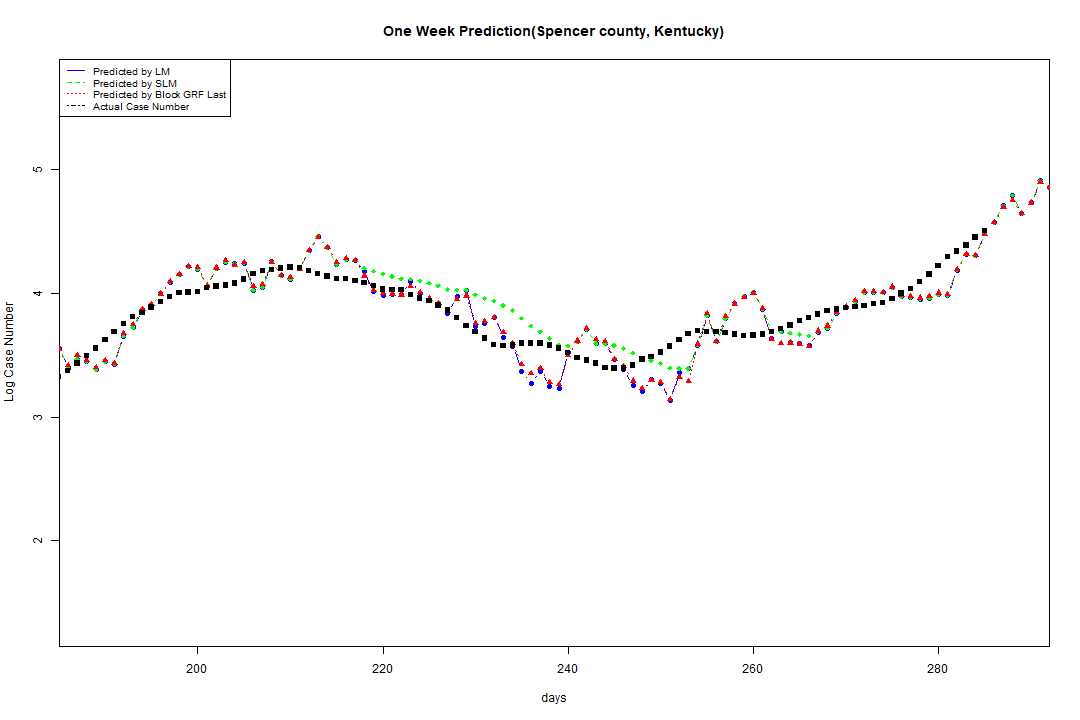 One Week Prediction(Spencer county, Kentucky)
Predicted by LM
Predicted by SLM
Predicted by Block GRF Last
Actual Case Number
5
4
3
2
Log Case Number
200
220
240
260
280
days